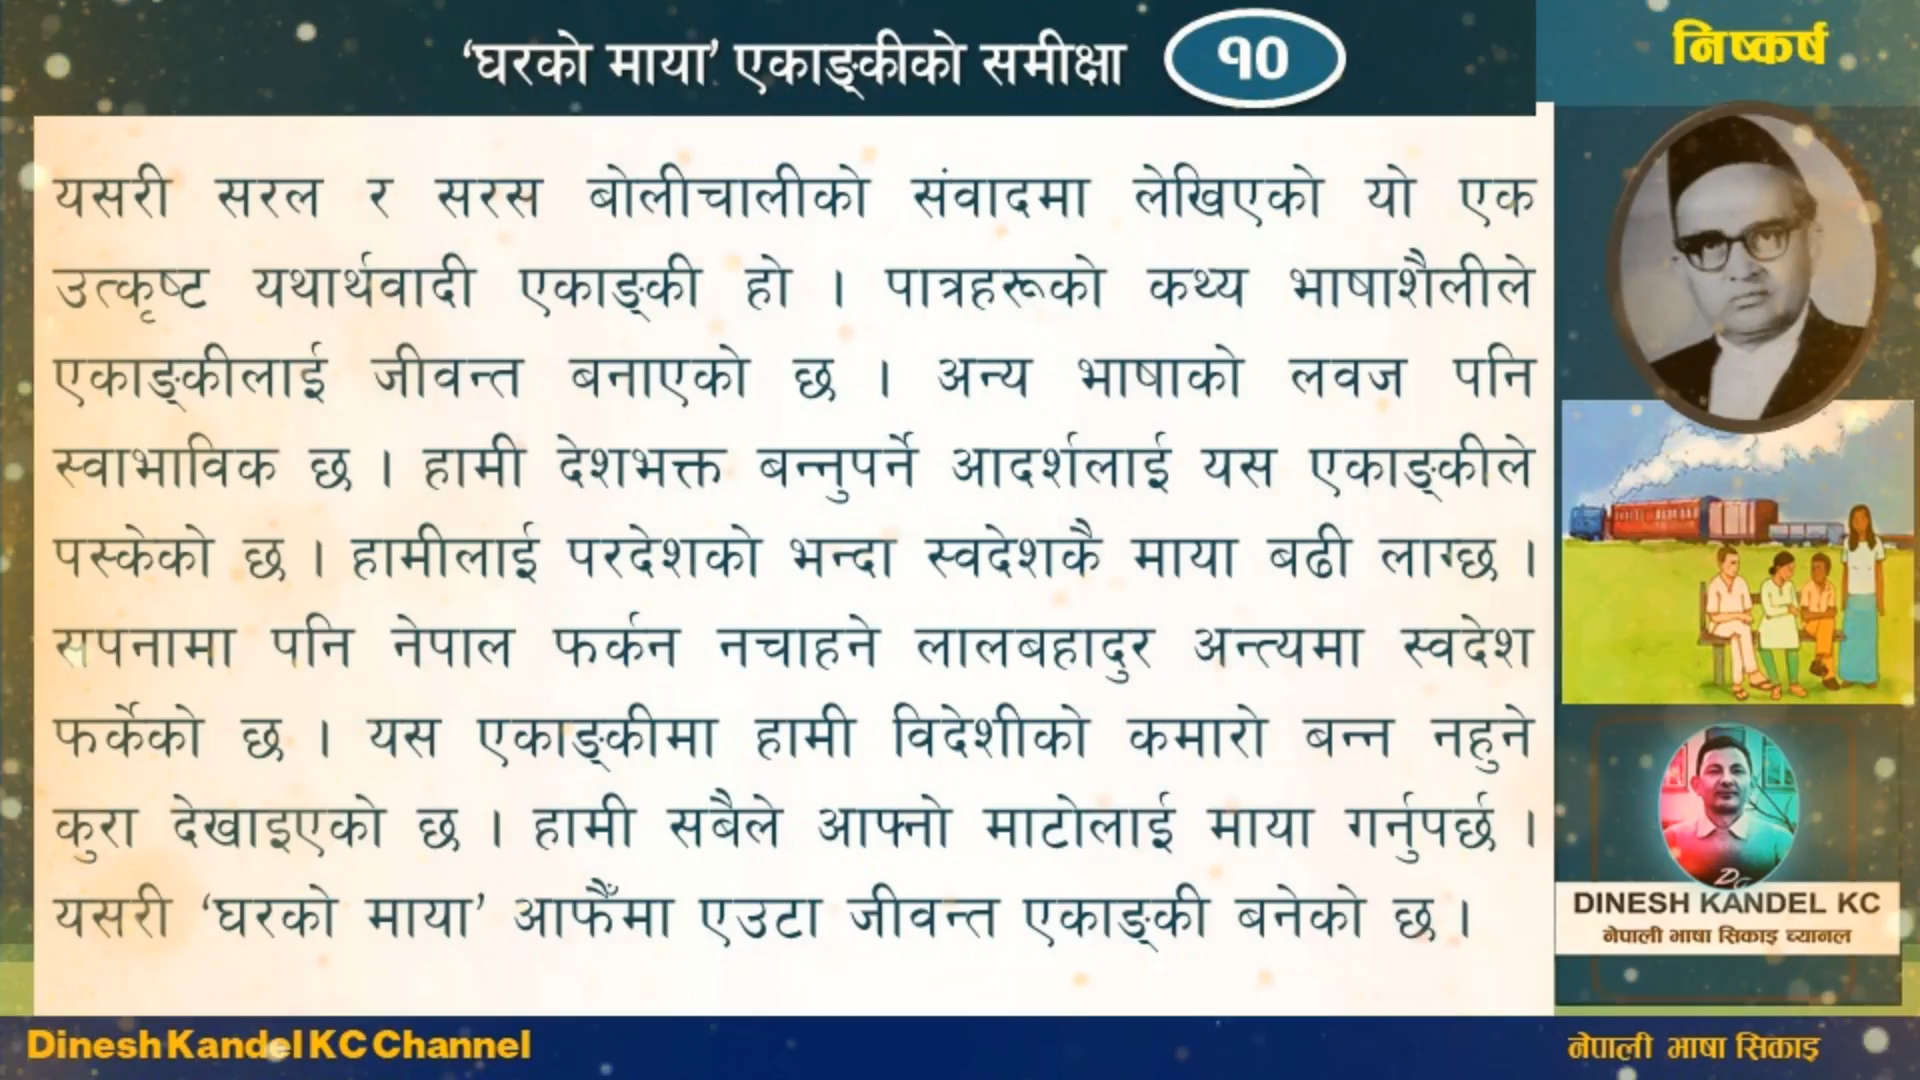 ‘घरको माया’ एकाङ्कीको समीक्षा १०
निष्कर्ष
यसरी सरल र सरस बोलीचालीको संवादमा लेखिएको यो एक
उत्कृष्ट यथार्थवादी एकाङ्की हो । पात्रहरूको कथ्य भाषाशैलीले
एकाङ्कीलाई जीवन्त बनाएको छ । अन्य भाषाको लवज पनि
स्वाभाविक छ । हामी देशभक्त बन्नुपर्ने आदर्शलाई यस एकाङ्कीले
पस्केको छ । हामीलाई परदेशको भन्दा स्वदेशकै माया बढी लाग्छ ।
सपनामा पनि नेपाल फर्कन नचाहने लालबहादुर अन्त्यमा स्वदेश
फर्केको छ । यस एकाङ्कीमा हामी विदेशीको कमारो बन्न नहुने
कुरा देखाइएको छ । हामी सबैले आफ्नो माटोलाई माया गर्नुपर्छ ।
यसरी ‘घरको माया’ आफैँमा एउटा जीवन्त एकाङ्की बनेको छ ।
DINESH KANDEL KC
नेपाली भाषा सिकाइ च्यानल
Dinesh Kandel KC Channel
नेपाली भाषा सिकाइ